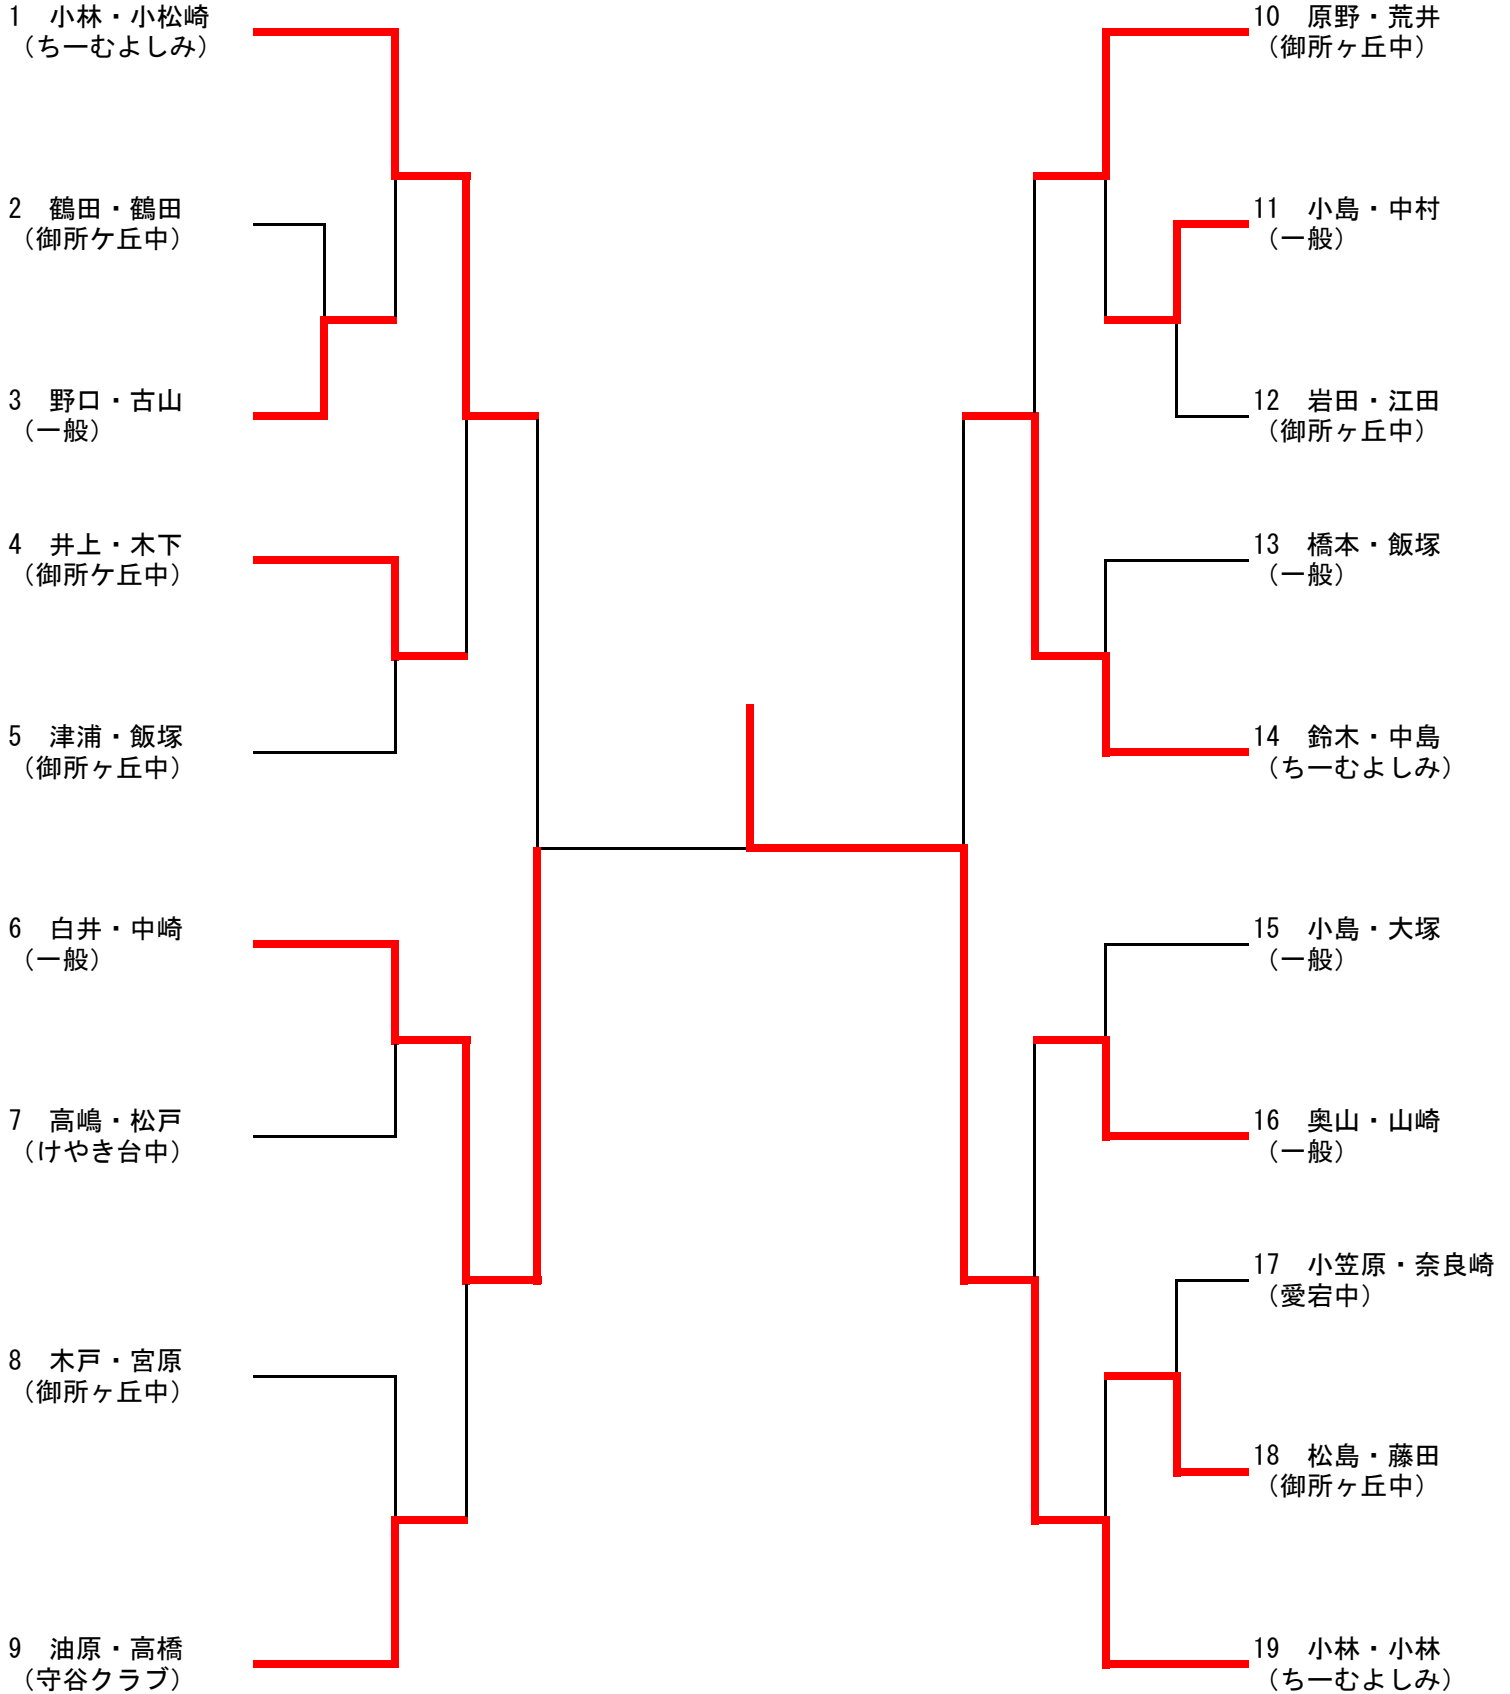 1　小林・小松崎
（ちーむよしみ）
2　鶴田・鶴田
（御所ケ丘中）
3　野口・古山
（一般）
4　井上・木下
（御所ケ丘中）
5　津浦・飯塚
（御所ヶ丘中）
6　白井・中崎
（一般）
7　高嶋・松戸
（けやき台中）
8　木戸・宮原
（御所ヶ丘中）
9　油原・高橋
（守谷クラブ）
10　原野・荒井
（御所ヶ丘中）
11　小島・中村
（一般）
12　岩田・江田
（御所ヶ丘中）
13　橋本・飯塚
（一般）
14　鈴木・中島
（ちーむよしみ）
15　小島・大塚
（一般）
16　奥山・山崎
（一般）
17　小笠原・奈良崎
（愛宕中）
18　松島・藤田
（御所ヶ丘中）
19　小林・小林
（ちーむよしみ）